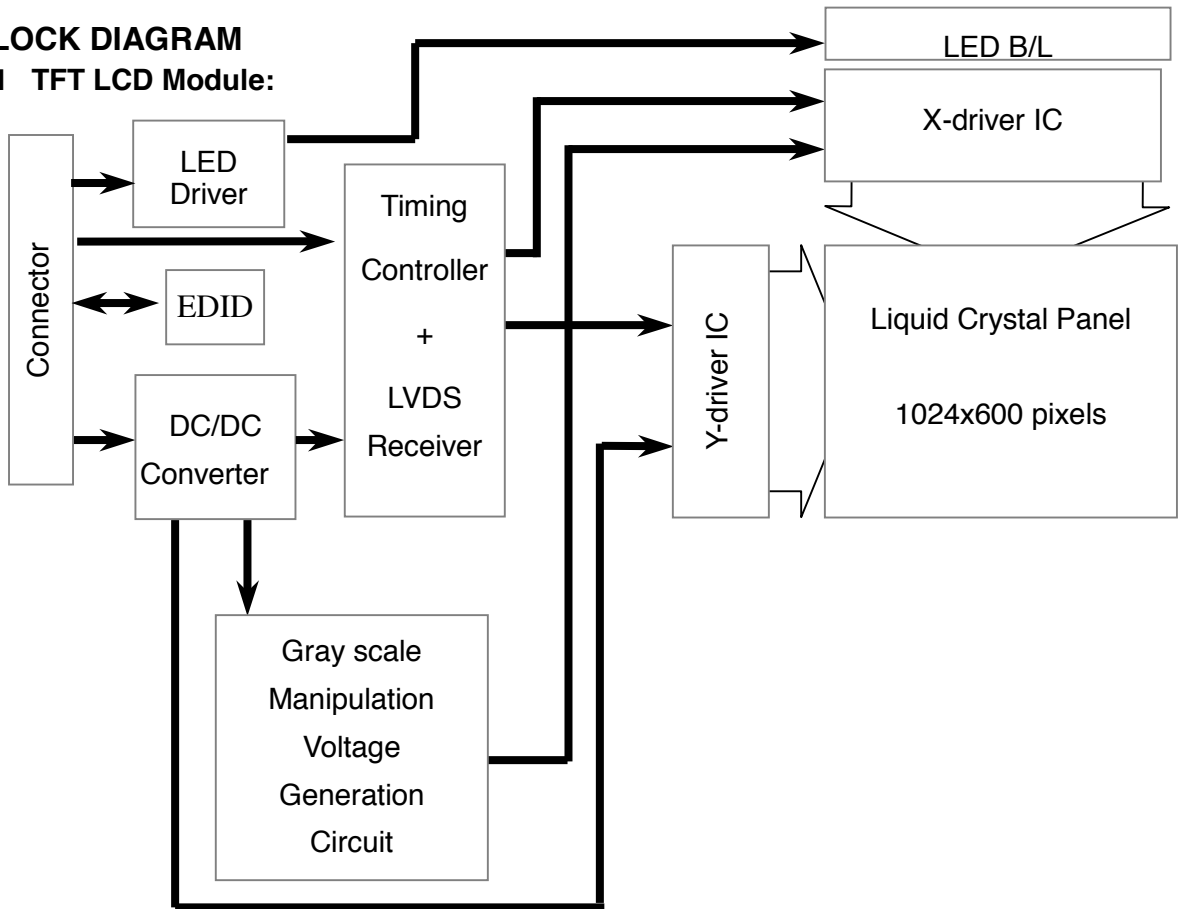 LOCK DIAGRAM
TFT LCD Module:
LED B/L
X-driver IC
LED
Driver
Timing
Controller
+
LVDS
Receiver
Connector
EDID
DC/DC
Converter
Y-driver IC
Liquid Crystal Panel
1024x600 pixels
Gray scale
Manipulation
Voltage
Generation
Circuit